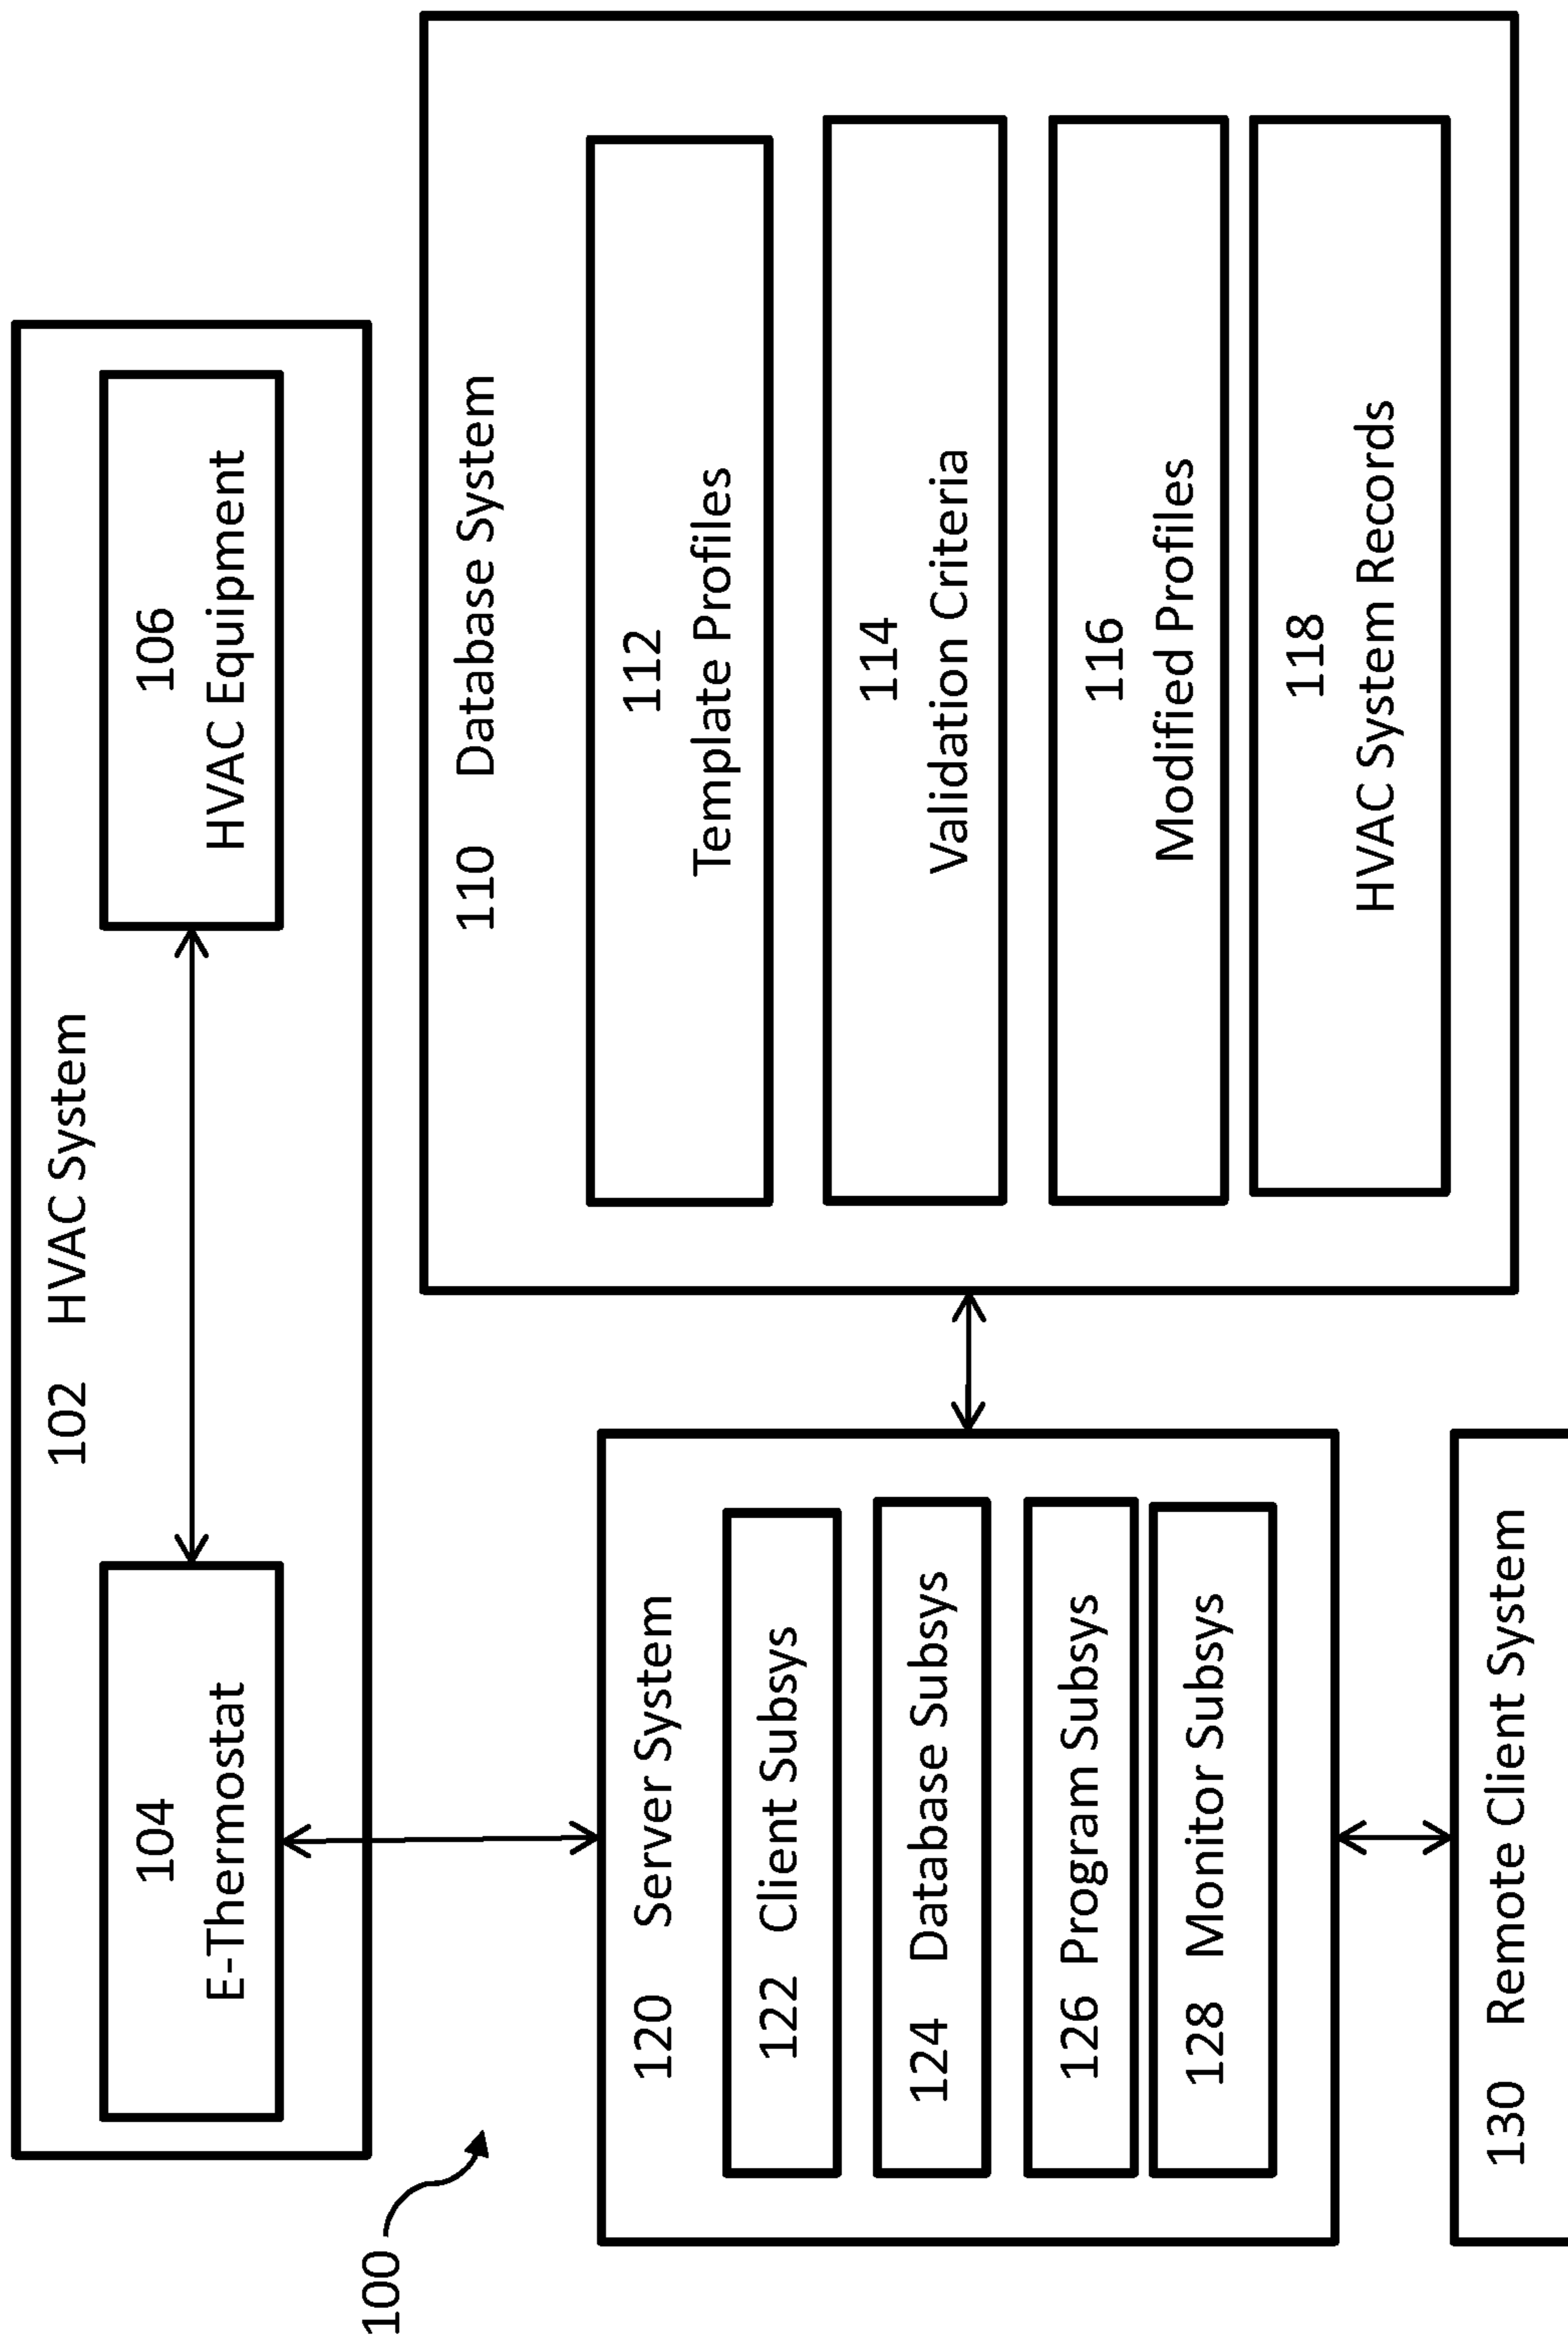 102 HVAC System
104
E-Thermostat
106
HVAC Equipment
100
110 Database System
112
Template Profiles
114
Validation Criteria
116
Modified Profiles
118
HVAC System Records
120 Server System
122 Client Subsys
124 Database Subsys
126 Program Subsys
128 Monitor Subsys
130 Remote Client System